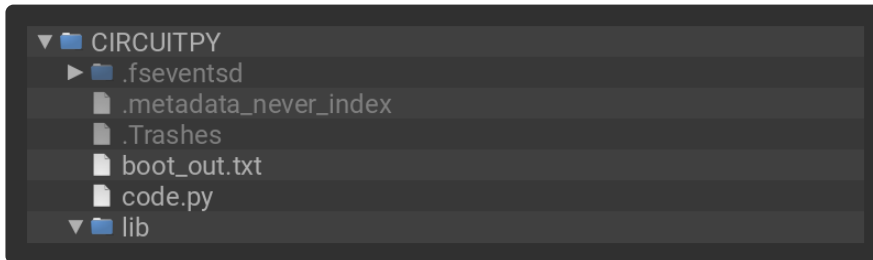 CIRCUITPY
.fseventsd
.metadata_never_index
.Trashes
boot_out.txt
code.py
lib